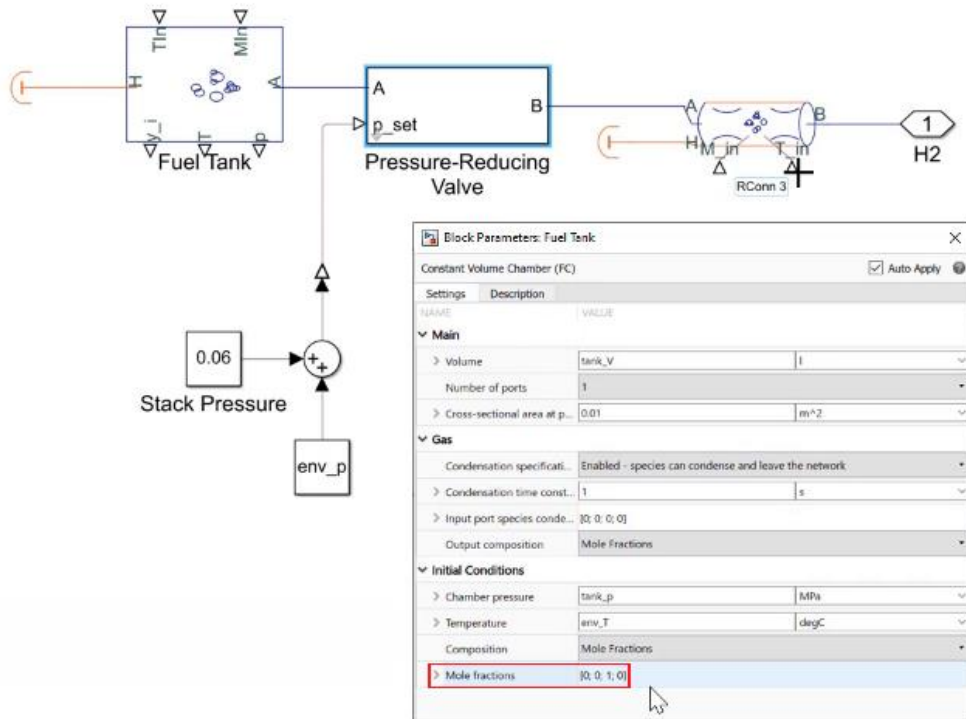 TIn
MIn
H
A
y_i
T
p
Fuel Tank
A
p_set
B
Pressure-Reducing
Valve
A
B
H
M_in
T_in
RConn 3
1
H2
0.06
Stack Pressure
+
+
env_p
Block Parameters: Fuel Tank
Constant Volume Chamber (FC)
Auto Apply
Settings Description
NAME VALUE
Main
Volume tank_V l
Number of ports 1
Cross-sectional area at p... 0.01 m^2
Gas
Condensation specificati... Enabled - species can condense and leave the network
Condensation time const... 1 s
Input port species conde... [0; 0; 0; 0]
Output composition Mole Fractions
Initial Conditions
Chamber pressure tank_p MPa
Temperature env_T degC
Composition Mole Fractions
Mole fractions [0; 0; 1; 0]